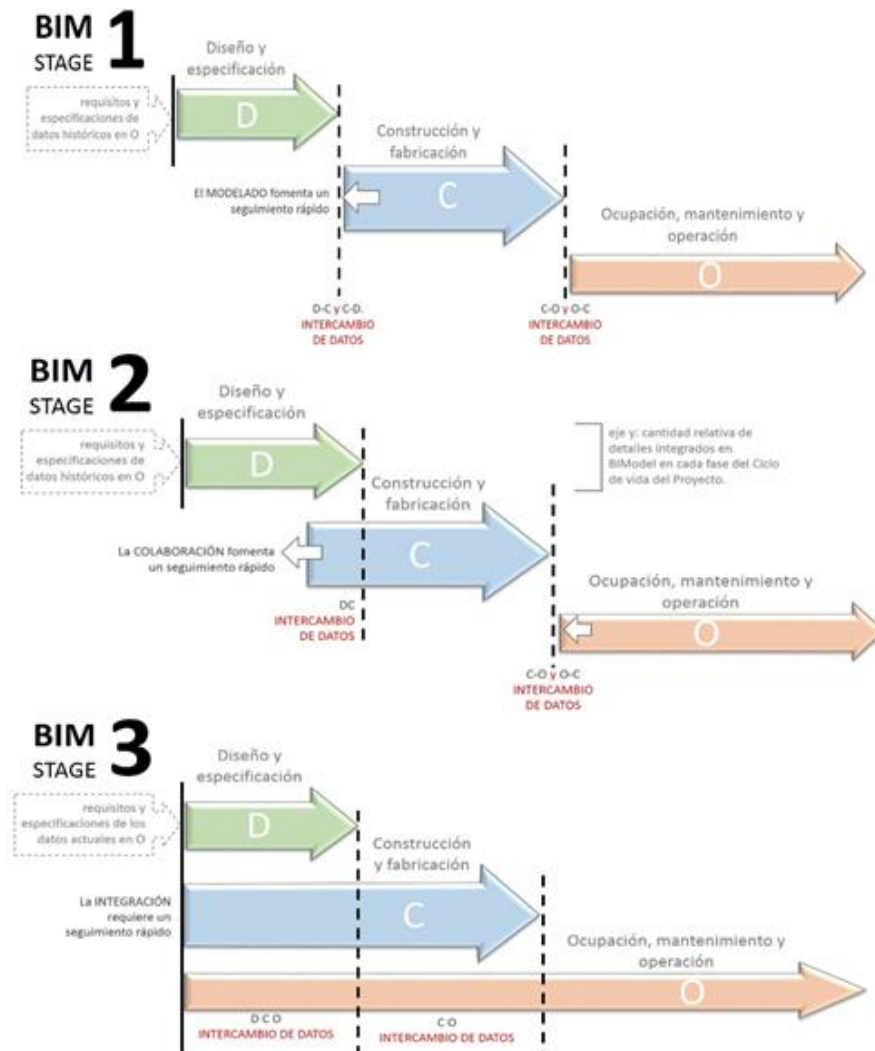 BIM
STAGE
1
Diseño y
especificación
requisitos y
especificaciones de
datos históricos en O
D
Construcción y
fabricación
El MODELADO fomenta un
seguimiento rápido
C
Ocupación, mantenimiento y
operación
O
D-C y C-D.
INTERCAMBIO
DE DATOS
C-O y O-C
INTERCAMBIO
DE DATOS
BIM
STAGE
2
Diseño y
especificación
requisitos y
especificaciones de
datos históricos en O
D
eje y: cantidad relativa de
detalles integrados en
BIModel en cada fase del Ciclo
de vida del Proyecto.
Construcción y
fabricación
La COLABORACIÓN fomenta
un seguimiento rápido
C
Ocupación, mantenimiento y
operación
O
DC
INTERCAMBIO
DE DATOS
C-O y O-C
INTERCAMBIO
DE DATOS
BIM
STAGE
3
Diseño y
especificación
requisitos y
especificaciones de los
datos actuales en O
D
Construcción
y fabricación
La INTEGRACIÓN
requiere un
seguimiento rápido
C
Ocupación, mantenimiento y
operación
O
D C O
INTERCAMBIO DE DATOS
C O
INTERCAMBIO DE DATOS